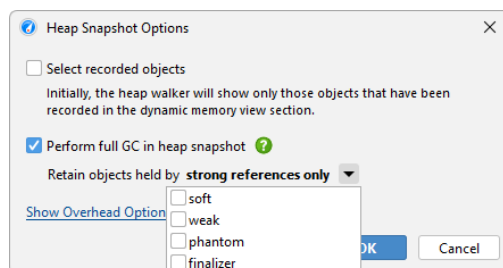 Heap Snapshot Options
Select recorded objects
Initially, the heap walker will show only those objects that have been
recorded in the dynamic memory view section.
Perform full GC in heap snapshot
Retain objects held by strong references only
soft
Show Overhead Option
weak
phantom
OK Cancel
finalizer